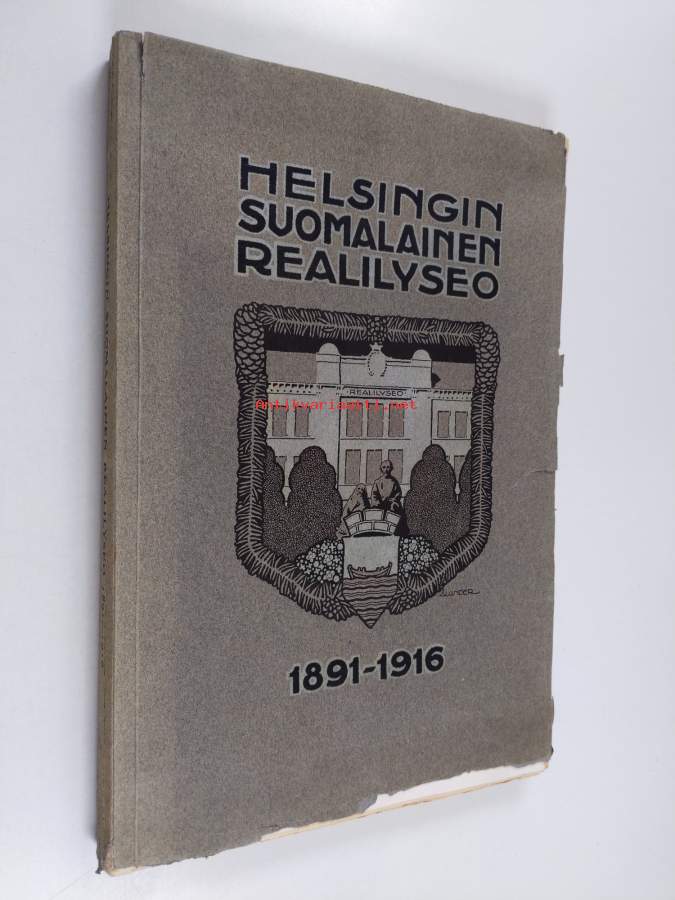 HELSINGIN
SUOMALAINEN
REALILYSEO
REALILYSEO
Antikvariaatti.net
1891-1916